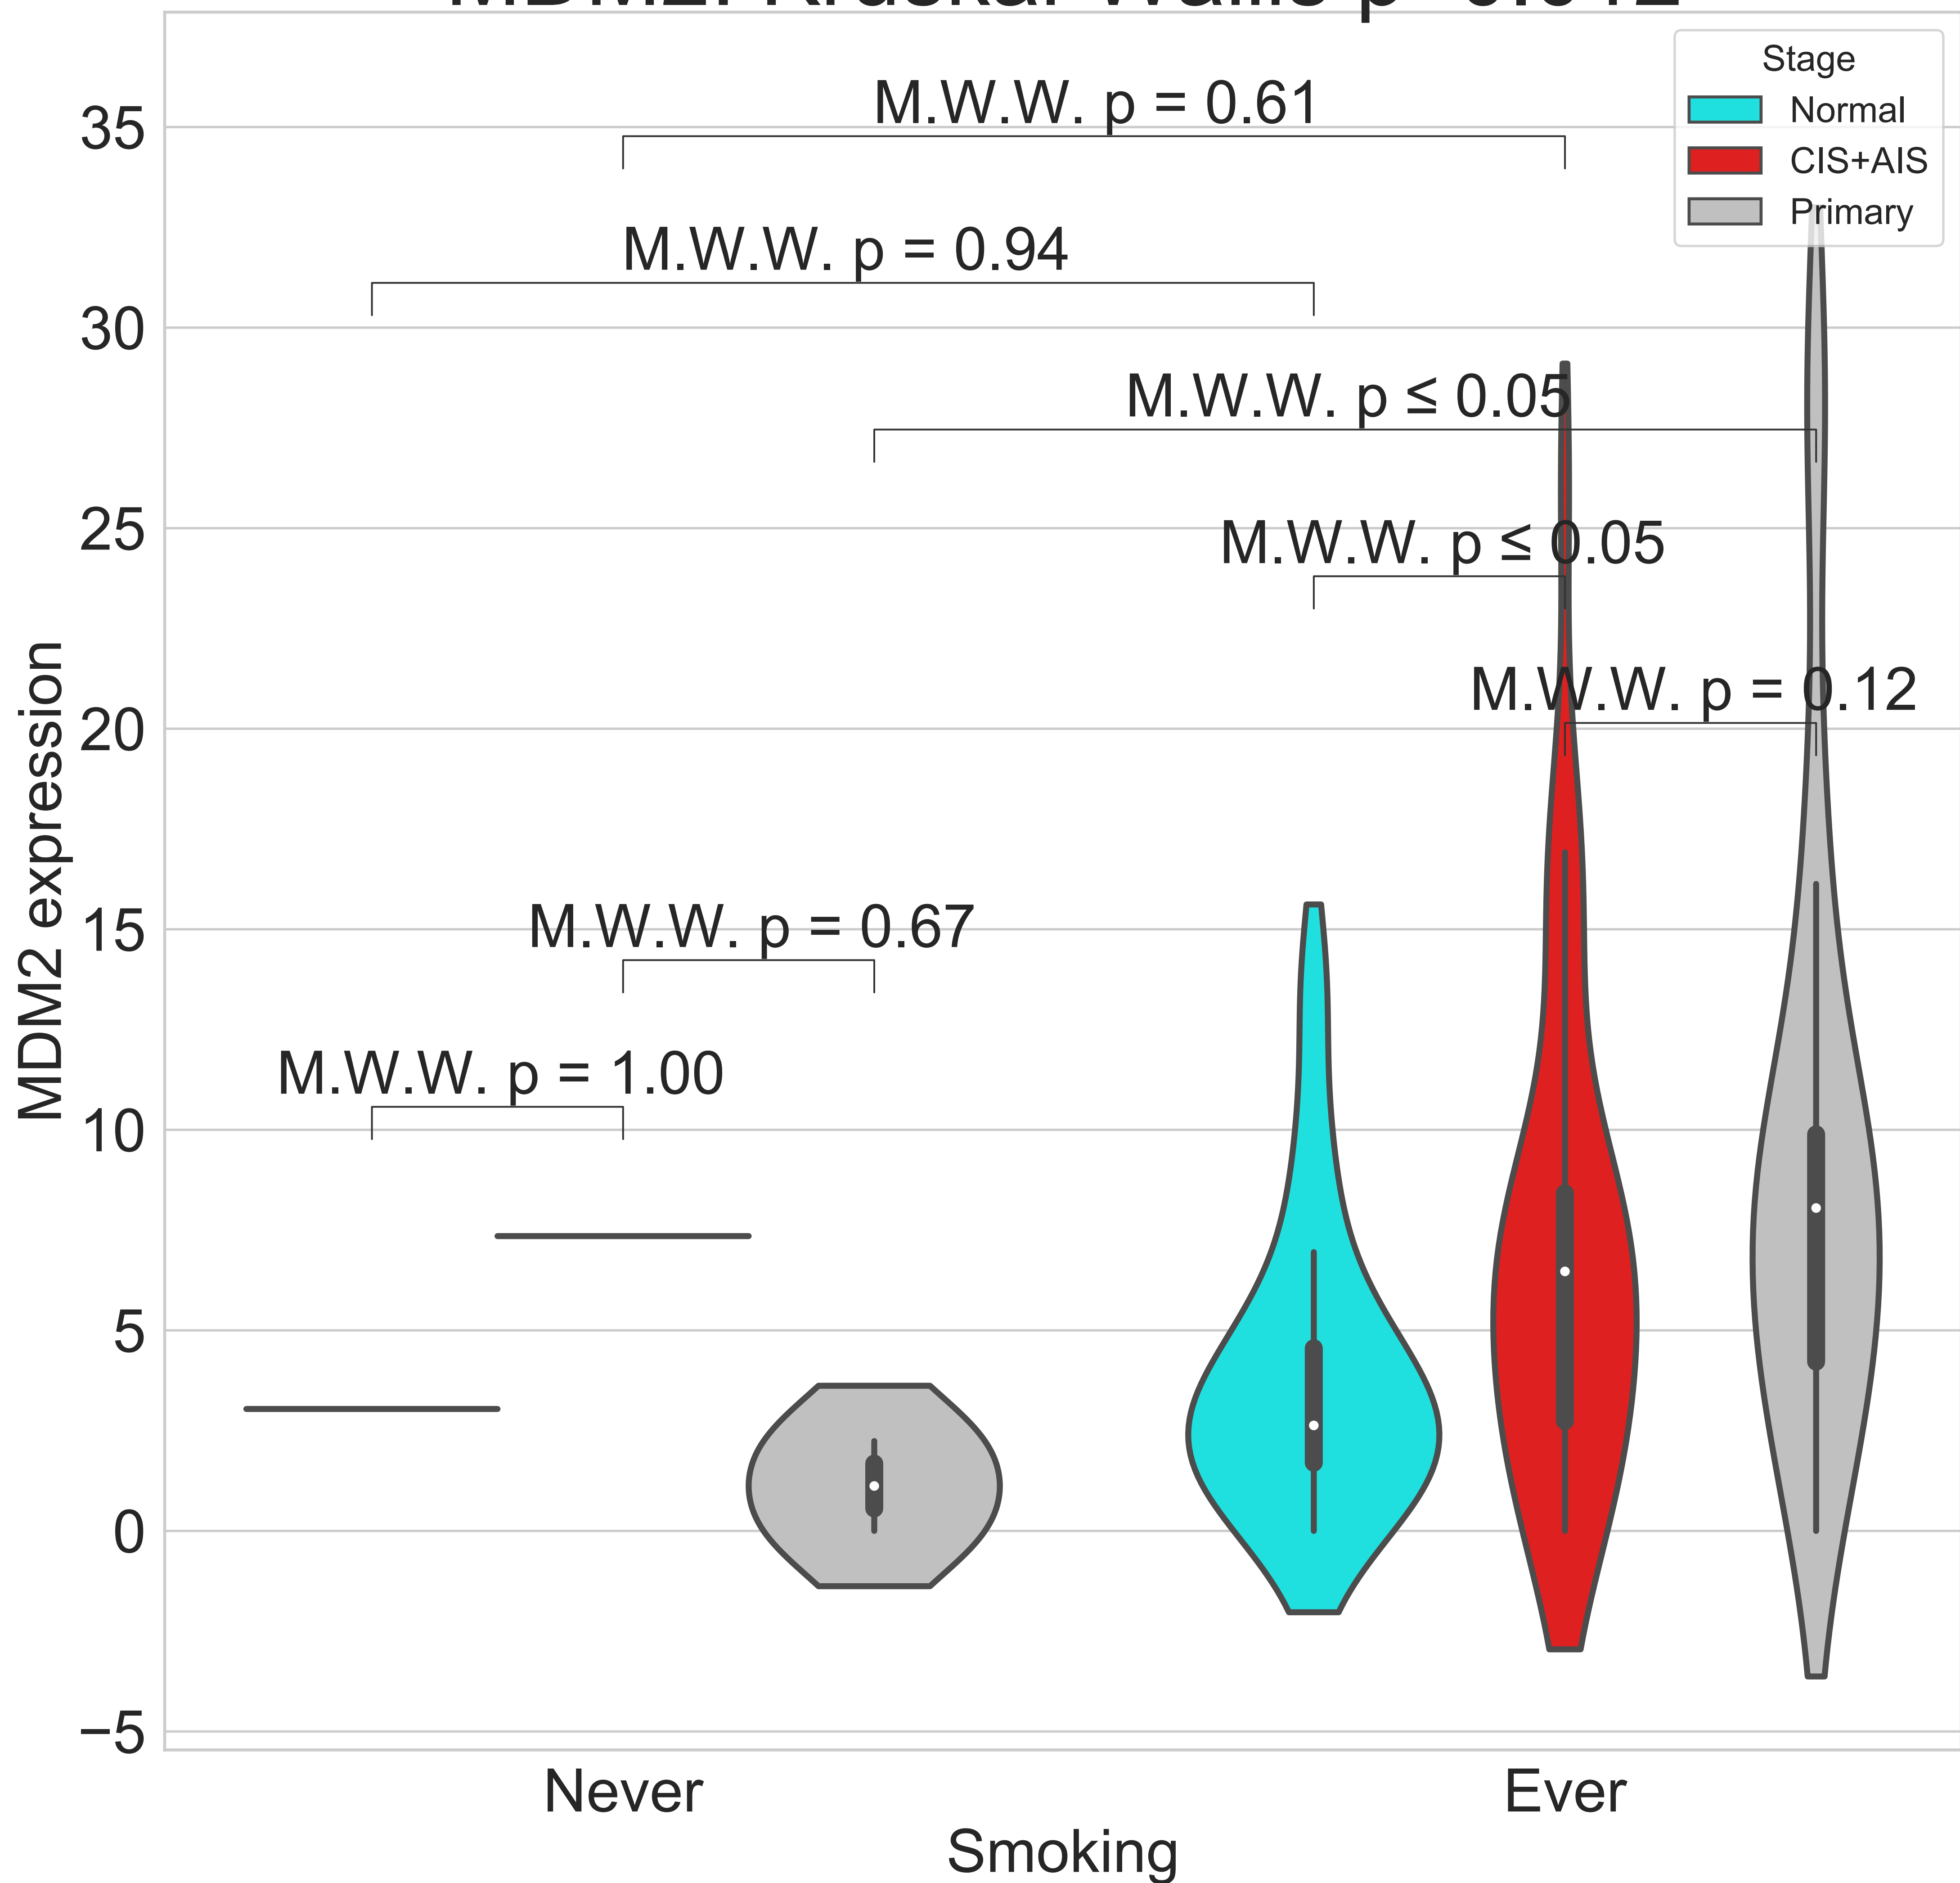 Stage
Normal
CIS+AIS
Primary
M.W.W. p = 0.61
M.W.W. p = 0.94
M.W.W. p ≤ 0.05
M.W.W. p ≤ 0.05
M.W.W. p = 0.12
M.W.W. p = 0.67
M.W.W. p = 1.00
35
30
25
20
15
10
5
0
−5
MDM2 expression
Never
Ever
Smoking